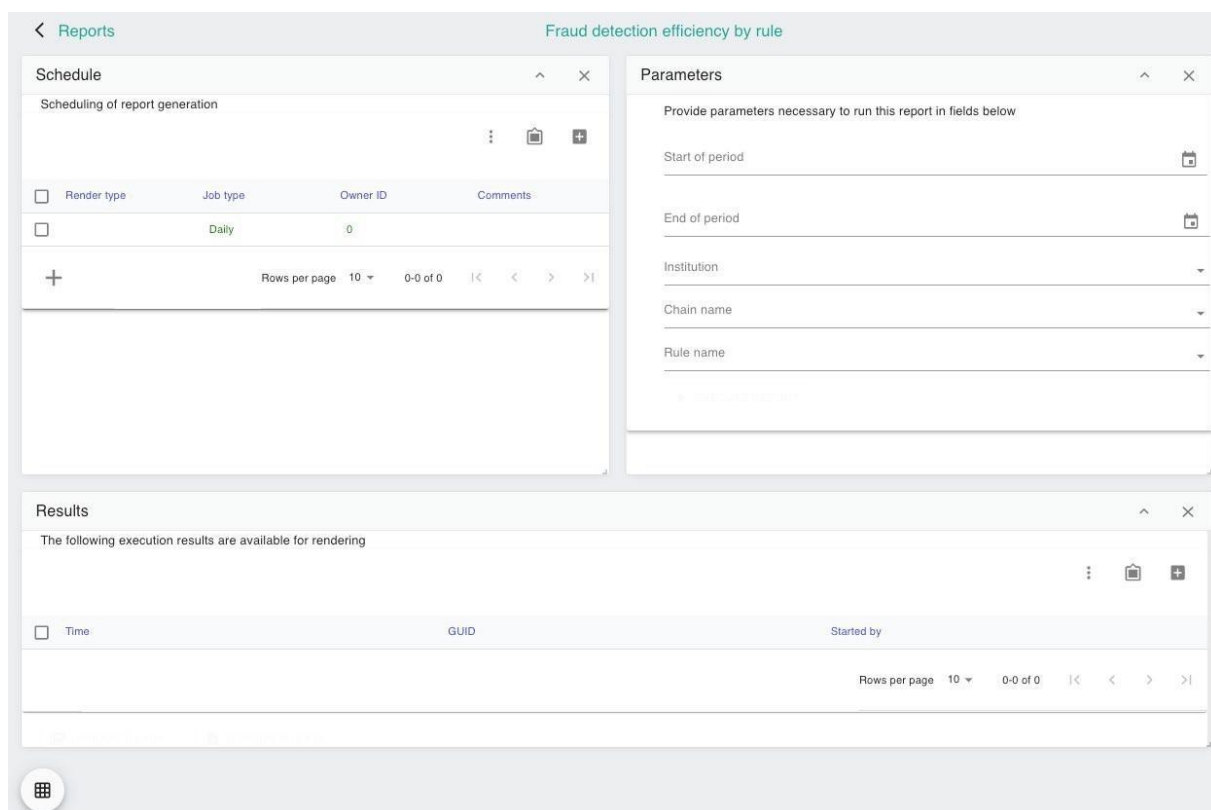 Reports
Fraud detection efficiency by rule
Schedule
Scheduling of report generation
Render type Job type Owner ID Comments
Daily 0
Rows per page 10 0-0 of 0
Parameters
Provide parameters necessary to run this report in fields below
Start of period
End of period
Institution
Chain name
Rule name
Results
The following execution results are available for rendering
Time GUID Started by
Rows per page 10 0-0 of 0